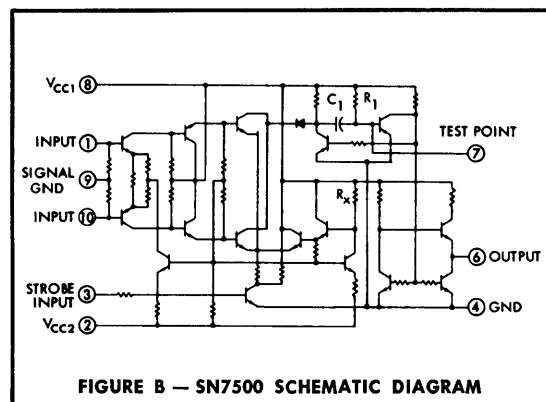 VCC1 ⑧
C1
R1
INPUT ①
TEST POINT
⑦
SIGNAL
GND ⑨
INPUT ⑩
Rx
⑥ OUTPUT
STROBE
INPUT ③
④ GND
VCC2 ②
FIGURE B — SN7500 SCHEMATIC DIAGRAM